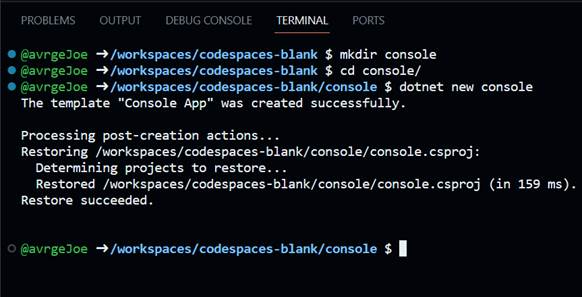 PROBLEMS OUTPUT DEBUG CONSOLE TERMINAL PORTS
@avrgeJoe ➜/workspaces/codespaces-blank $ mkdir console
@avrgeJoe ➜/workspaces/codespaces-blank $ cd console/
@avrgeJoe ➜/workspaces/codespaces-blank/console $ dotnet new console
The template "Console App" was created successfully.
Processing post-creation actions...
Restoring /workspaces/codespaces-blank/console/console.csproj:
Determining projects to restore...
Restored /workspaces/codespaces-blank/console/console.csproj (in 159 ms).
Restore succeeded.
@avrgeJoe ➜/workspaces/codespaces-blank/console $